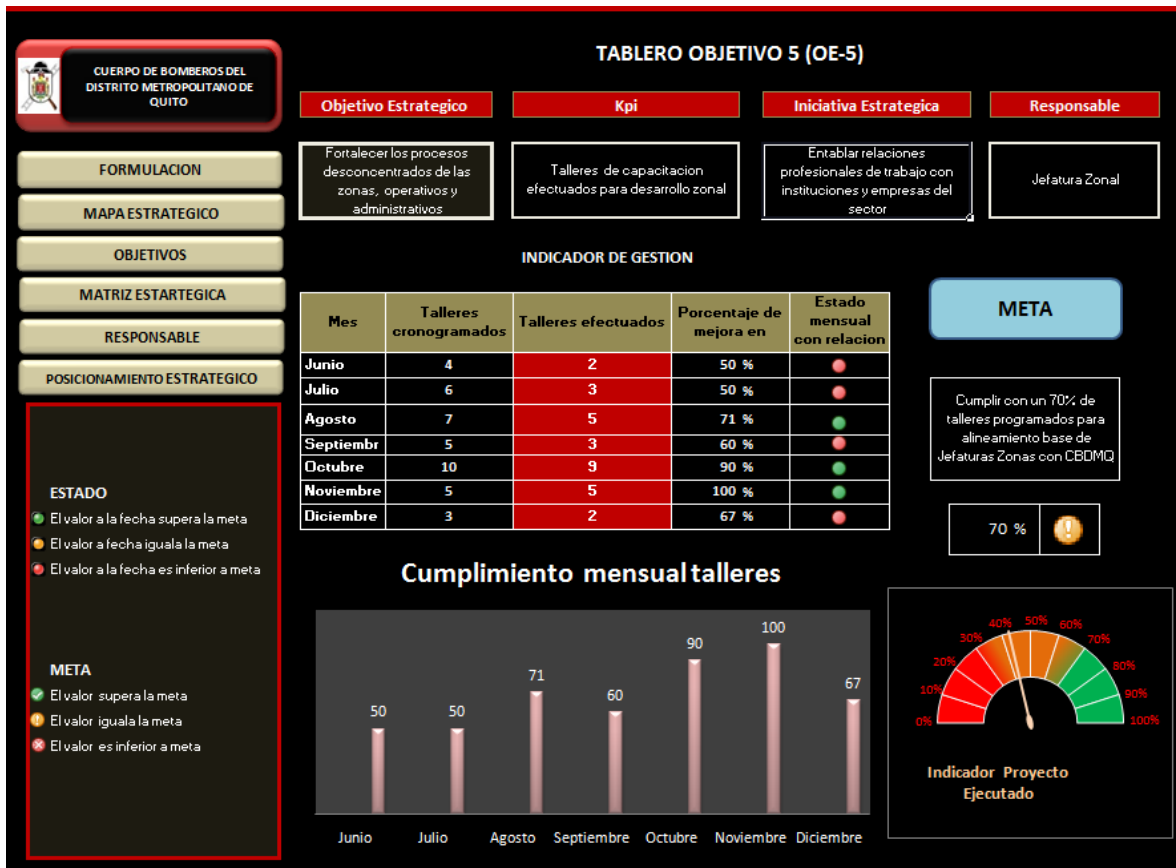 CUERPO DE BOMBEROS DEL
DISTRITO METROPOLITANO DE
QUITO
FORMULACION
MAPA ESTRATEGICO
OBJETIVOS
MATRIZ ESTARTEGICA
RESPONSABLE
POSICIONAMIENTO ESTRATEGICO
ESTADO
El valor a la fecha supera la meta
El valor a fecha iguala la meta
El valor a la fecha es inferior a meta
META
El valor supera la meta
El valor iguala la meta
El valor es inferior a meta
TABLERO OBJETIVO 5 (OE-5)
Objetivo Estrategico Kpi Iniciativa Estrategica Responsable
Fortalecer los procesos
desconcentrados de las
zonas, operativos y
administrativos
Talleres de capacitacion
efectuados para desarrollo zonal
Entablar relaciones
profesionales de trabajo con
instituciones y empresas del
sector
Jefatura Zonal
INDICADOR DE GESTION
Mes Talleres cronogramados Talleres efectuados Porcentaje de mejora en Estado mensual con relacion
Junio 4 2 50 %
Julio 6 3 50 %
Agosto 7 5 71 %
Septiembr 5 3 60 %
Octubre 10 9 90 %
Noviembre 5 5 100 %
Diciembre 3 2 67 %
META
Cumplir con un 70% de
talleres programados para
alineamiento base de
Jefaturas Zonas con CBDMQ
70 %
Cumplimiento mensual talleres
50 50 71 60 90 100 67
Junio Julio Agosto Septiembre Octubre Noviembre Diciembre
0% 10% 20% 30% 40% 50% 60% 70% 80% 90% 100%
Indicador Proyecto
Ejecutado